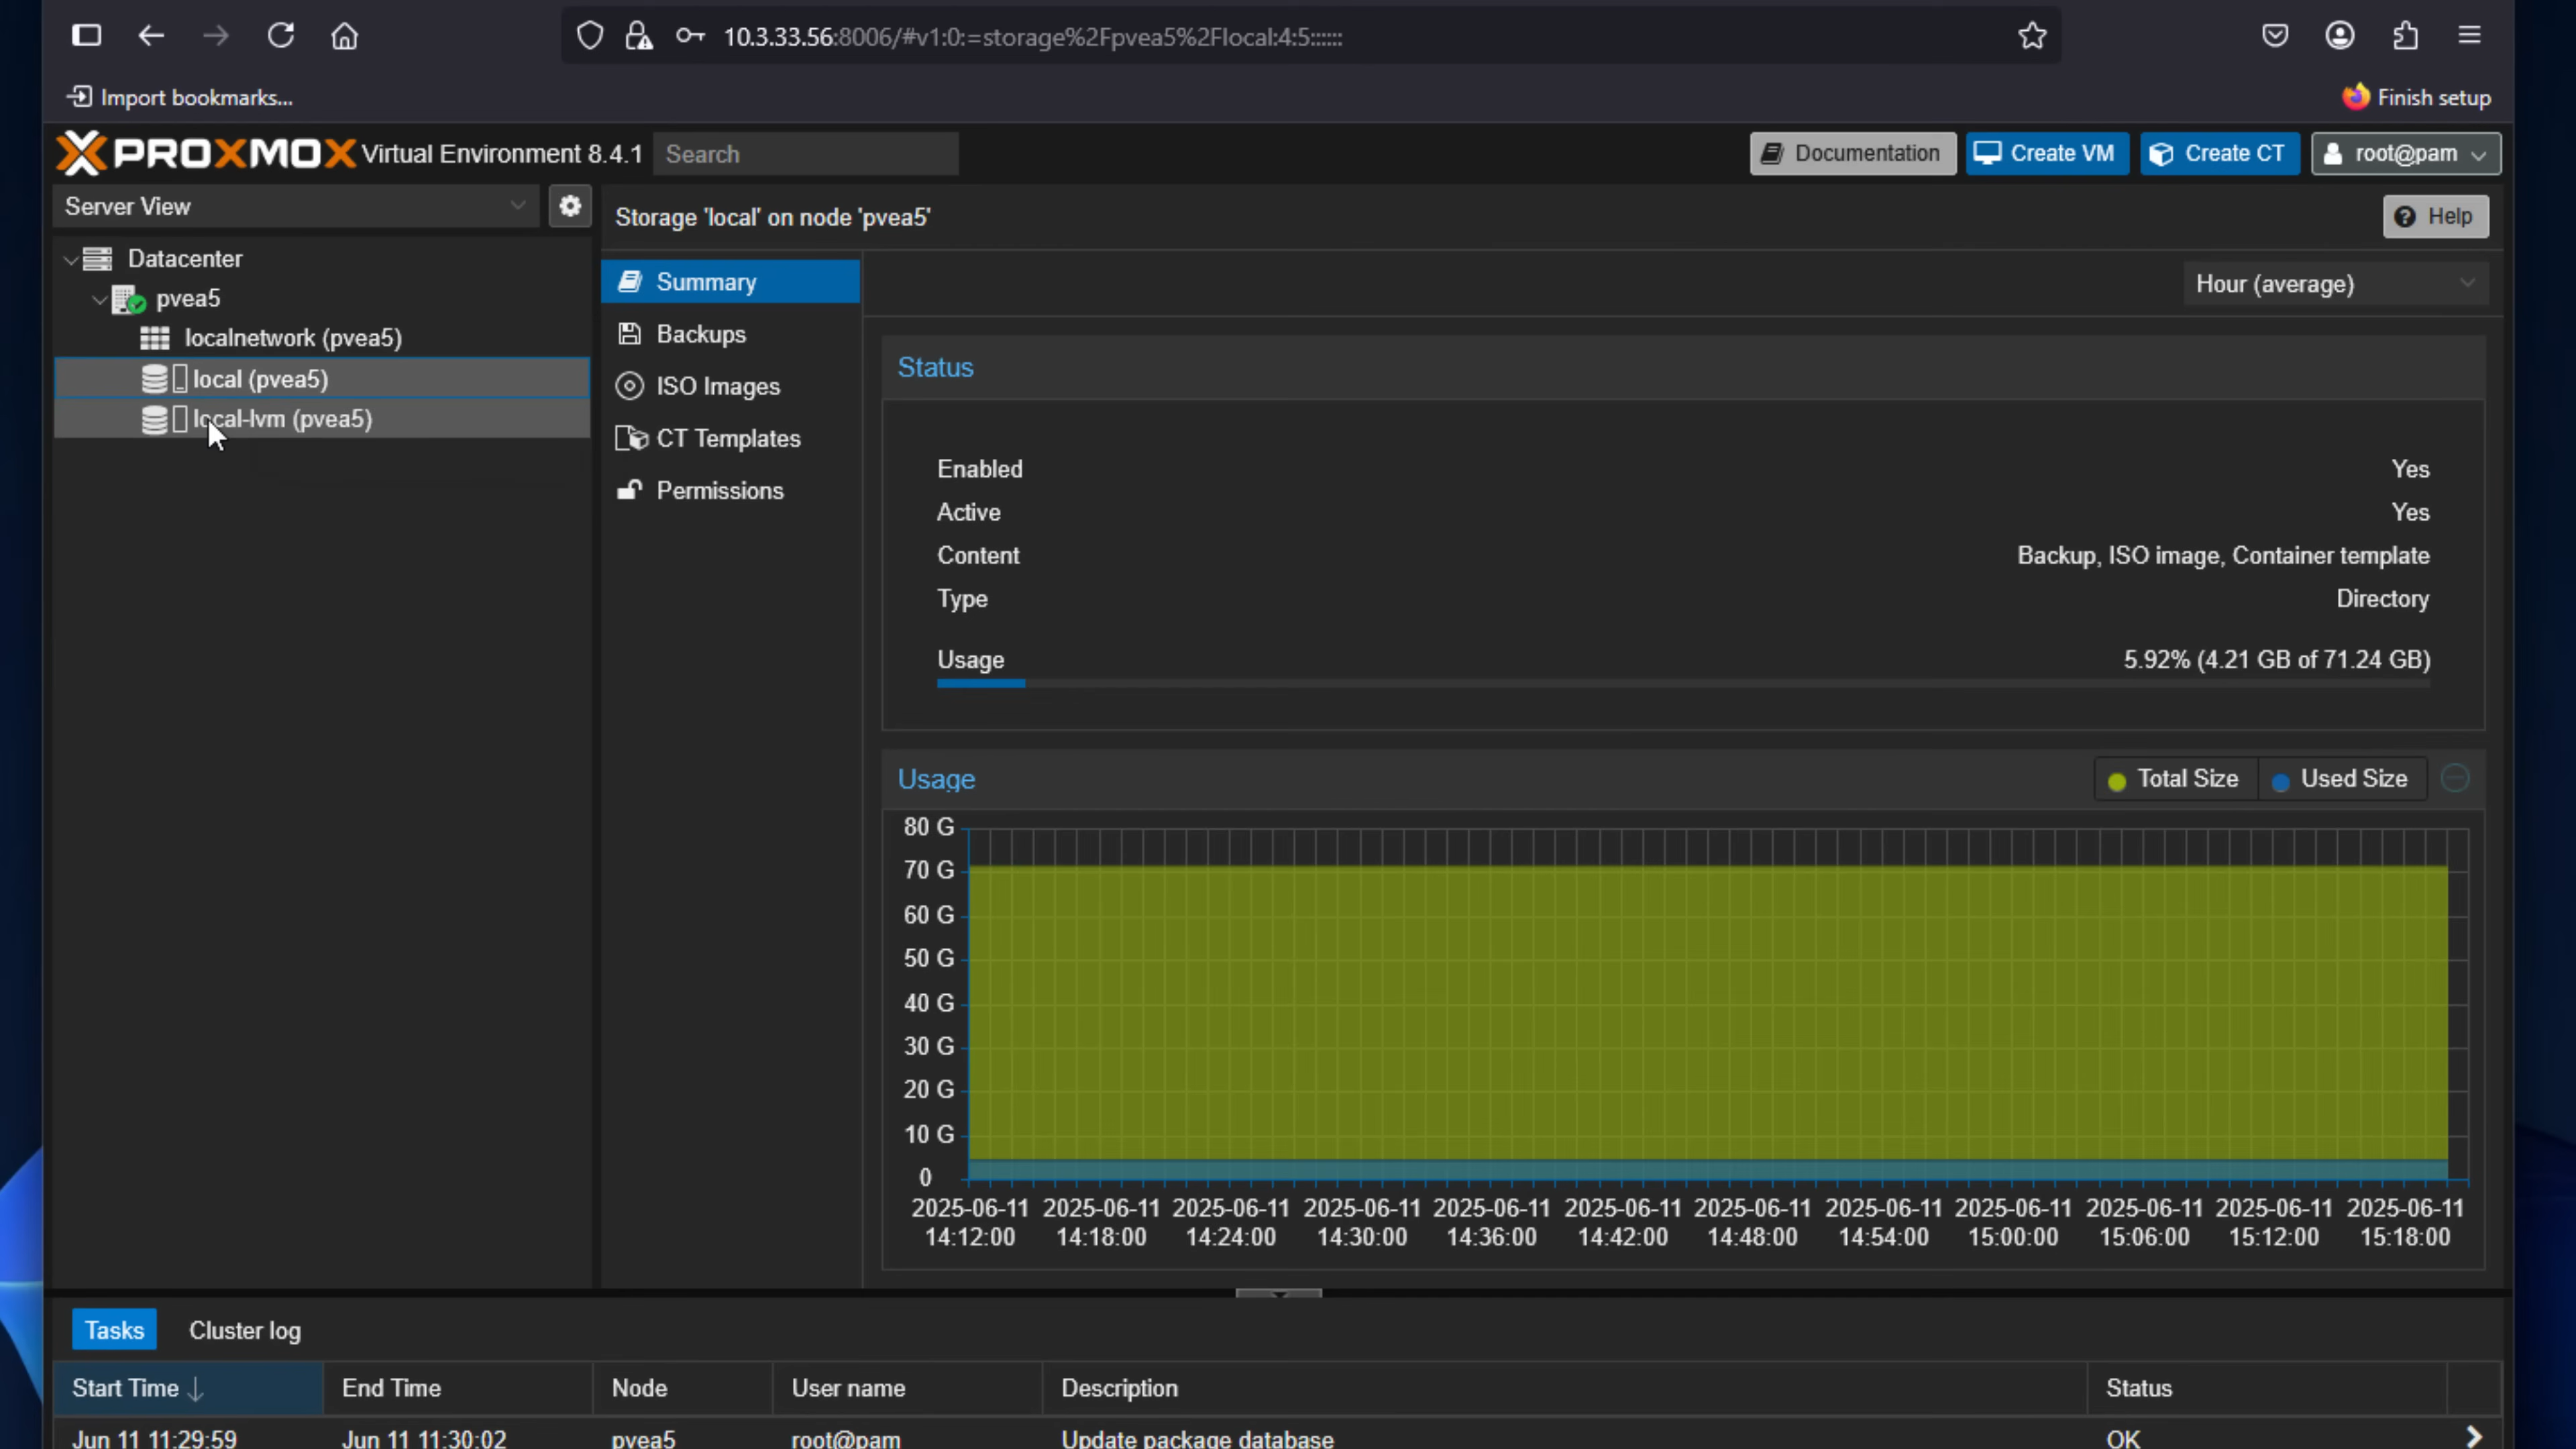 10.3.33.56:8006/#v1:0:=storage%2Fpvea5%2Flocal:4:5::::::
Import bookmarks...
Finish setup
PROXMOX Virtual Environment 8.4.1
Search
Documentation
Create VM
Create CT
root@pam
Server View
Storage 'local' on node 'pvea5'
Help
Datacenter
pvea5
localnetwork (pvea5)
local (pvea5)
local-lvm (pvea5)
Summary
Backups
ISO Images
CT Templates
Permissions
Hour (average)
Status
Enabled Yes
Active Yes
Content Backup, ISO image, Container template
Type Directory
Usage 5.92% (4.21 GB of 71.24 GB)
Usage
Total Size
Used Size
80 G
70 G
60 G
50 G
40 G
30 G
20 G
10 G
0
2025-06-11 2025-06-11 2025-06-11 2025-06-11 2025-06-11 2025-06-11 2025-06-11 2025-06-11 2025-06-11 2025-06-11 2025-06-11 2025-06-11
14:12:00 14:18:00 14:24:00 14:30:00 14:36:00 14:42:00 14:48:00 14:54:00 15:00:00 15:06:00 15:12:00 15:18:00
Tasks Cluster log
Start Time End Time Node User name Description Status
Jun 11 11:29:59 Jun 11 11:30:02 pvea5 root@pam Update package database OK